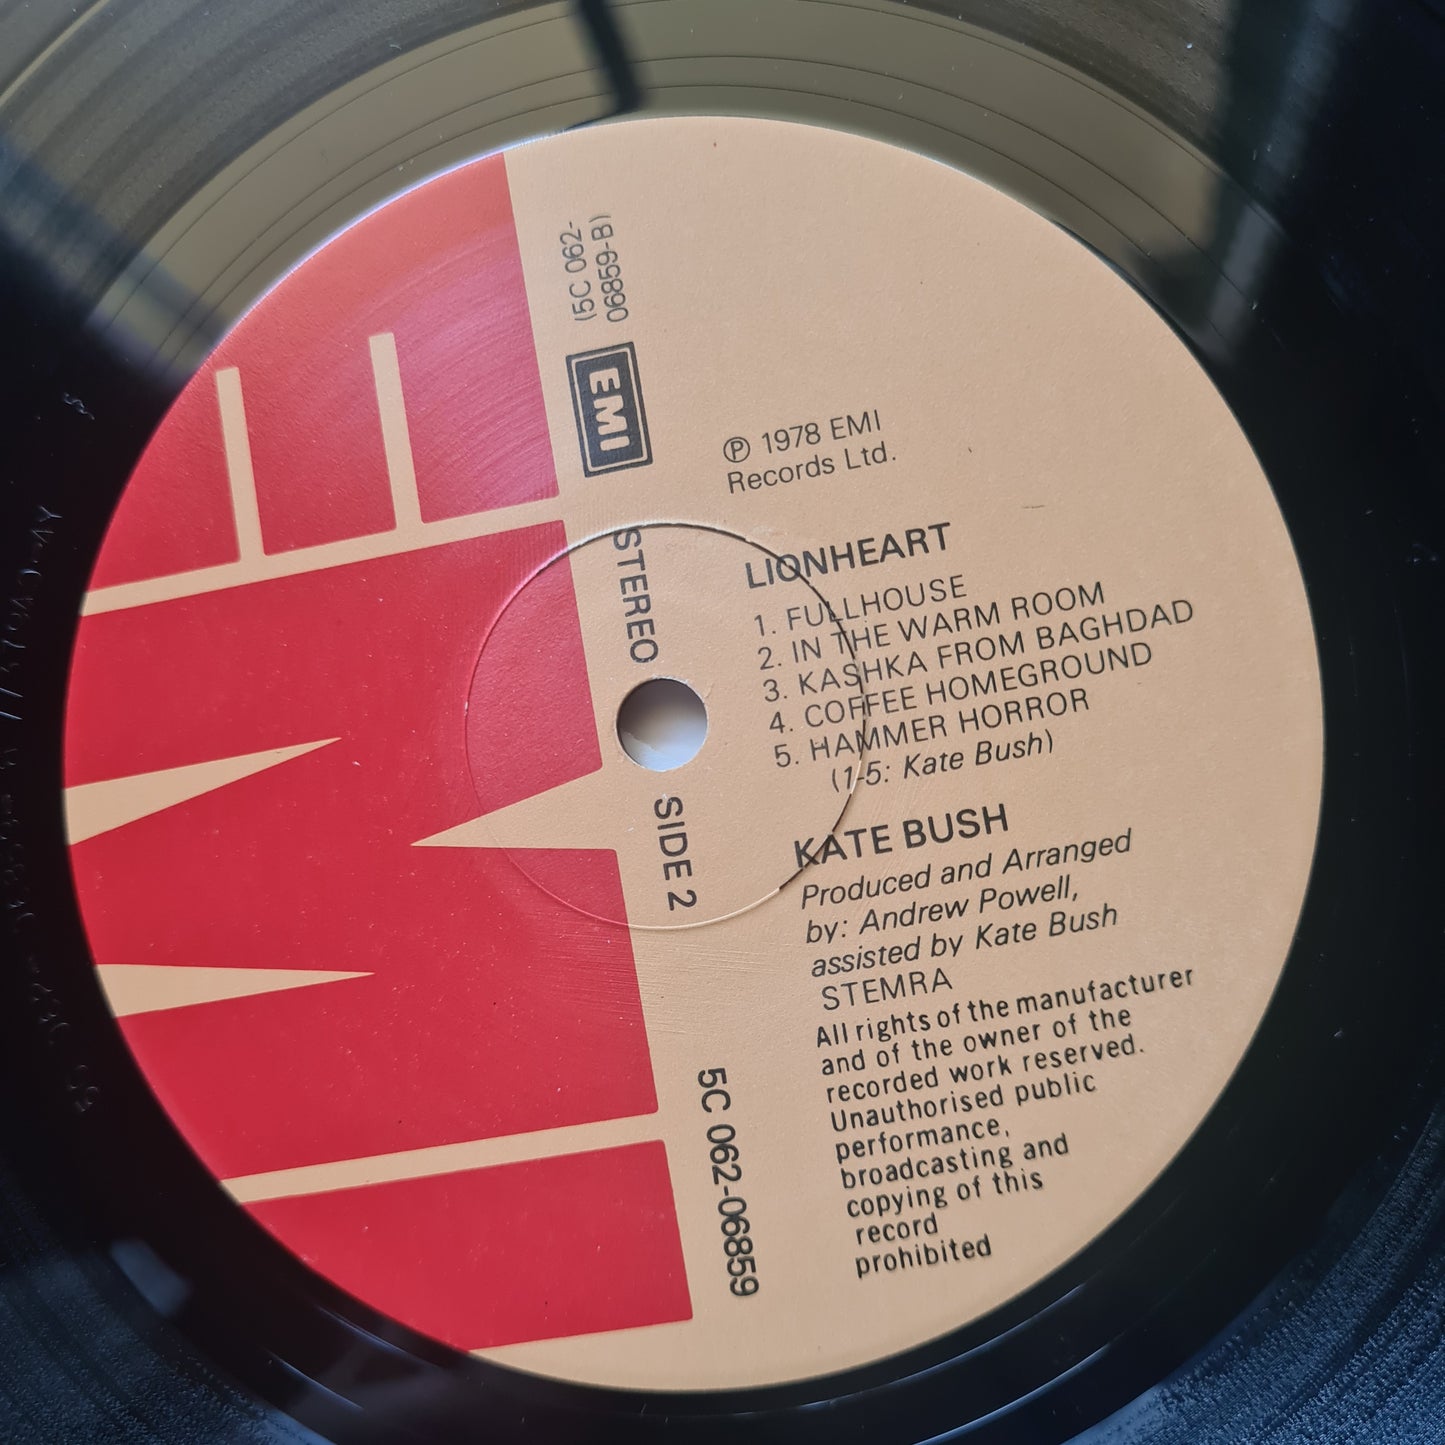 (5C 062-
06859-B)
EMI
STEREO
SIDE 2
5C 062-06859
℗ 1978 EMI
Records Ltd.
LIONHEART
1. FULLHOUSE
2. IN THE WARM ROOM
3. KASHKA FROM BAGHDAD
4. COFFEE HOMEGROUND
5. HAMMER HORROR
(1-5: Kate Bush)
KATE BUSH
Produced and Arranged
by: Andrew Powell,
assisted by Kate Bush
STEMRA
All rights of the manufacturer
and of the owner of the
recorded work reserved.
Unauthorised public
performance,
broadcasting and
copying of this
record
prohibited